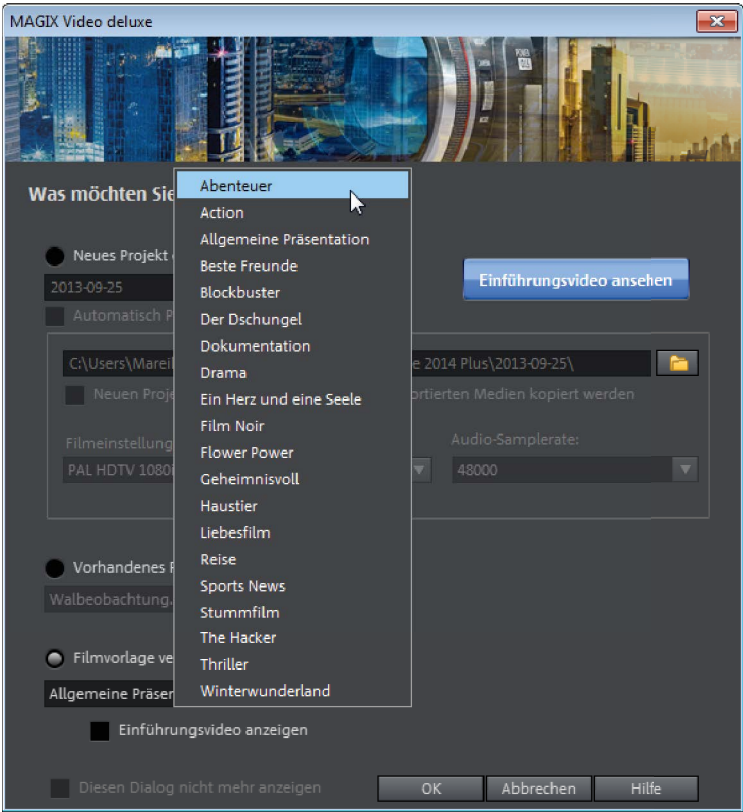 MAGIX Video deluxe
POWER
Was möchten Sie
Neues Projekt
2013-09-25
Einführungsvideo ansehen
Automatisch P
C:\Users\Mareil
e 2014 Plus\2013-09-25\
Neuen Proje
ortierten Medien kopiert werden
Filmeinstellung
Audio-Samplerate:
PAL HDTV 1080i
48000
Vorhandenes
Walbeobachtung.
Filmvorlage ve
Allgemeine Präsen
Abenteuer
Action
Allgemeine Präsentation
Beste Freunde
Blockbuster
Der Dschungel
Dokumentation
Drama
Ein Herz und eine Seele
Film Noir
Flower Power
Geheimnisvoll
Haustier
Liebesfilm
Reise
Sports News
Stummfilm
The Hacker
Thriller
Winterwunderland
Einführungsvideo anzeigen
Diesen Dialog nicht mehr anzeigen
OK
Abbrechen
Hilfe